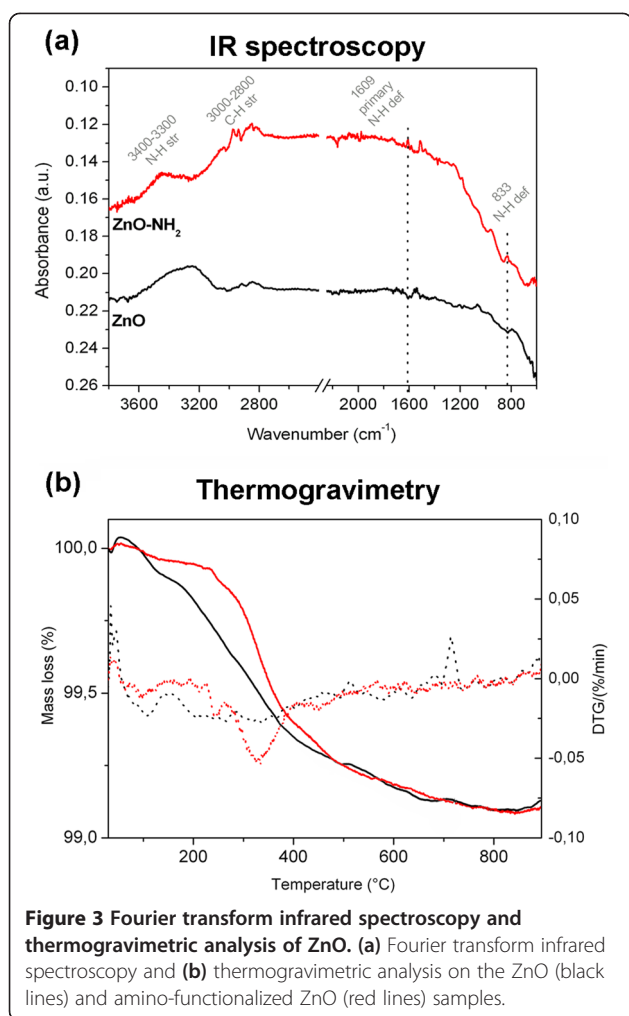 (a)
IR spectroscopy
0.10
0.12
0.14
0.16
0.18
0.20
0.22
0.24
0.26
Absorbance (a.u.)
3400-3300
N-H str
3000-2800
C-H str
1609
primary
N-H def
833
N-H def
ZnO-NH₂
ZnO
3800
3400
2800
2000
1600
1200
800
Wavenumber (cm⁻¹)
(b)
Thermogravimetry
100,0
99,5
99,0
Mass loss (%)
0,10
0,05
0,00
-0,05
-0,10
DTG/(%/min)
200
400
600
800
Temperature (°C)
Figure 3 Fourier transform infrared spectroscopy and
thermogravimetric analysis of ZnO. (a) Fourier transform infrared
spectroscopy and (b) thermogravimetric analysis on the ZnO (black
lines) and amino-functionalized ZnO (red lines) samples.